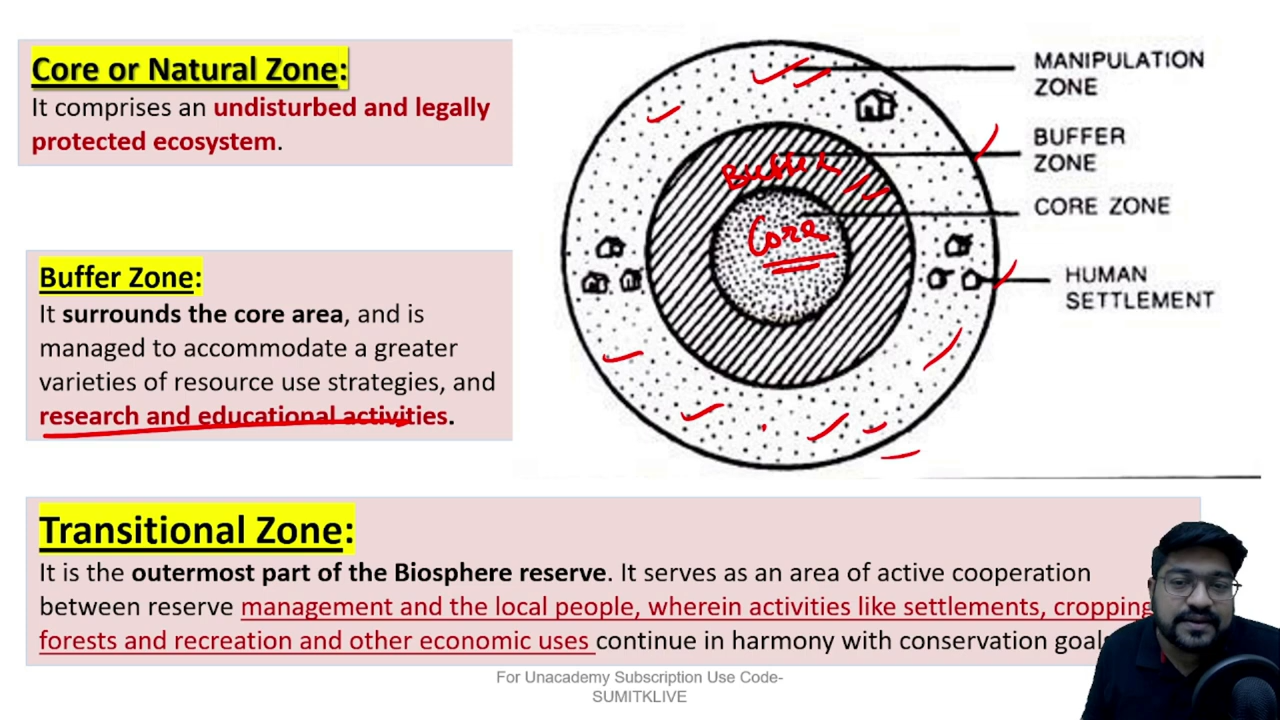 Core or Natural Zone:
It comprises an undisturbed and legally
protected ecosystem.
Buffer Zone:
It surrounds the core area, and is
managed to accommodate a greater
varieties of resource use strategies, and
research and educational activities.
MANIPULATION
ZONE
BUFFER
ZONE
CORE ZONE
HUMAN
SETTLEMENT
Buffer
Core
Transitional Zone:
It is the outermost part of the Biosphere reserve. It serves as an area of active cooperation
between reserve management and the local people, wherein activities like settlements, cropping
forests and recreation and other economic uses continue in harmony with conservation goals
For Unacademy Subscription Use Code-
SUMITKLIVE